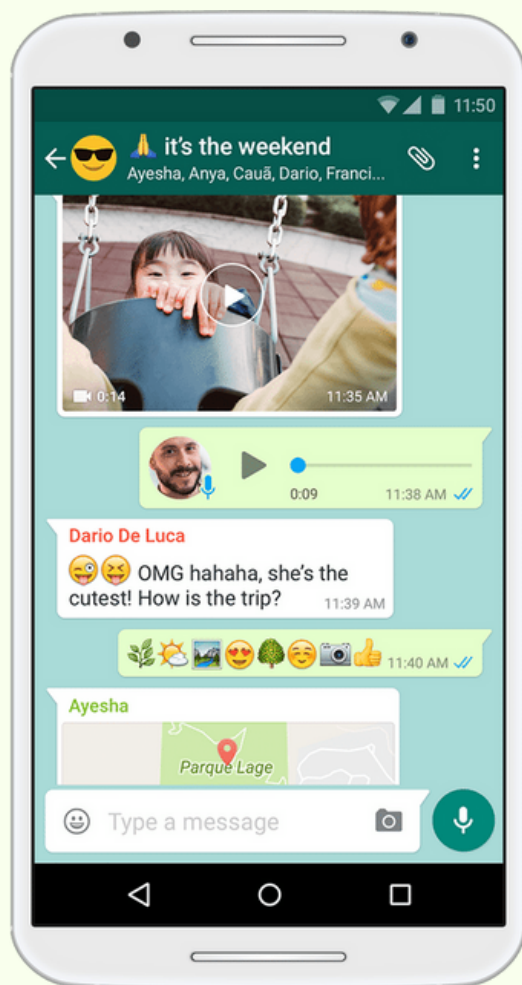 11:50
🙏 it's the weekend
Ayesha, Anya, Cauã, Dario, Franci...
0:14 11:35 AM
0:09 11:38 AM
Dario De Luca
😜😝 OMG hahaha, she's the
cutest! How is the trip?
11:39 AM
🌿🌤🏞😍🌳☺️📷👍 11:40 AM
Ayesha
Parque Lage
Type a message